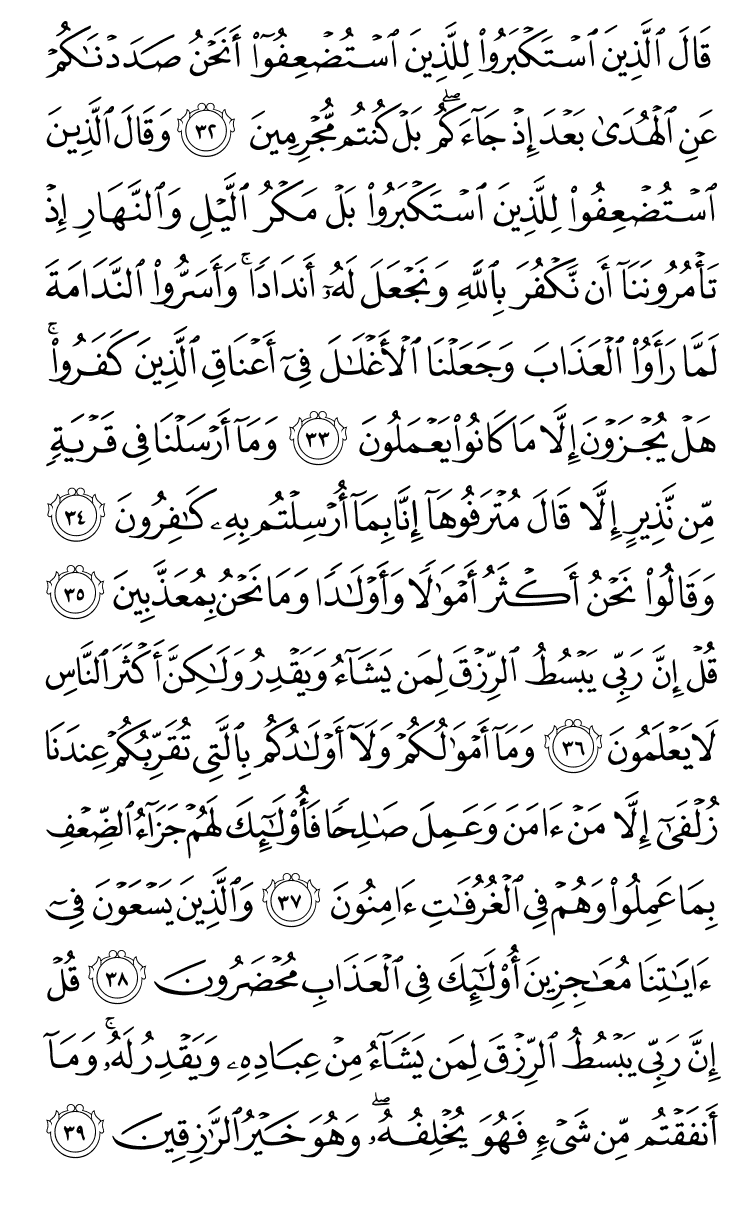 قَالَ ٱلَّذِينَ ٱسۡتَكۡبَرُواْ لِلَّذِينَ ٱسۡتُضۡعِفُوٓاْ أَنَحۡنُ صَدَدۡنَٰكُمۡ
عَنِ ٱلۡهُدَىٰ بَعۡدَ إِذۡ جَآءَكُمۖ بَلۡ كُنتُم مُّجۡرِمِينَ ٣٢ وَقَالَ ٱلَّذِينَ
ٱسۡتُضۡعِفُواْ لِلَّذِينَ ٱسۡتَكۡبَرُواْ بَلۡ مَكۡرُ ٱلَّيۡلِ وَٱلنَّهَارِ إِذۡ
تَأۡمُرُونَنَآ أَن نَّكۡفُرَ بِٱللَّهِ وَنَجۡعَلَ لَهُۥٓ أَندَادٗاۚ وَأَسَرُّواْ ٱلنَّدَامَةَ
لَمَّا رَأَوُاْ ٱلۡعَذَابَ وَجَعَلۡنَا ٱلۡأَغۡلَٰلَ فِيٓ أَعۡنَاقِ ٱلَّذِينَ كَفَرُواْۚ
هَلۡ يُجۡزَوۡنَ إِلَّا مَا كَانُواْ يَعۡمَلُونَ ٣٣ وَمَآ أَرۡسَلۡنَا فِي قَرۡيَةٖ
مِّن نَّذِيرٍ إِلَّا قَالَ مُتۡرَفُوهَآ إِنَّا بِمَآ أُرۡسِلۡتُم بِهِۦ كَٰفِرُونَ ٣٤
وَقَالُواْ نَحۡنُ أَكۡثَرُ أَمۡوَٰلٗا وَأَوۡلَٰدٗا وَمَا نَحۡنُ بِمُعَذَّبِينَ ٣٥
قُلۡ إِنَّ رَبِّي يَبۡسُطُ ٱلرِّزۡقَ لِمَن يَشَآءُ وَيَقۡدِرُ وَلَٰكِنَّ أَكۡثَرَ ٱلنَّاسِ
لَا يَعۡلَمُونَ ٣٦ وَمَآ أَمۡوَٰلُكُمۡ وَلَآ أَوۡلَٰدُكُم بِٱلَّتِي تُقَرِّبُكُمۡ عِندَنَا
زُلۡفَىٰٓ إِلَّا مَنۡ ءَامَنَ وَعَمِلَ صَٰلِحٗا فَأُوْلَٰٓئِكَ لَهُمۡ جَزَآءُ ٱلضِّعۡفِ
بِمَا عَمِلُواْ وَهُمۡ فِي ٱلۡغُرُفَٰتِ ءَامِنُونَ ٣٧ وَٱلَّذِينَ يَسۡعَوۡنَ فِيٓ
ءَايَٰتِنَا مُعَٰجِزِينَ أُوْلَٰٓئِكَ فِي ٱلۡعَذَابِ مُحۡضَرُونَ ٣٨ قُلۡ
إِنَّ رَبِّي يَبۡسُطُ ٱلرِّزۡقَ لِمَن يَشَآءُ مِنۡ عِبَادِهِۦ وَيَقۡدِرُ لَهُۥۚ وَمَآ
أَنفَقۡتُم مِّن شَيۡءٖ فَهُوَ يُخۡلِفُهُۥۖ وَهُوَ خَيۡرُ ٱلرَّٰزِقِينَ ٣٩